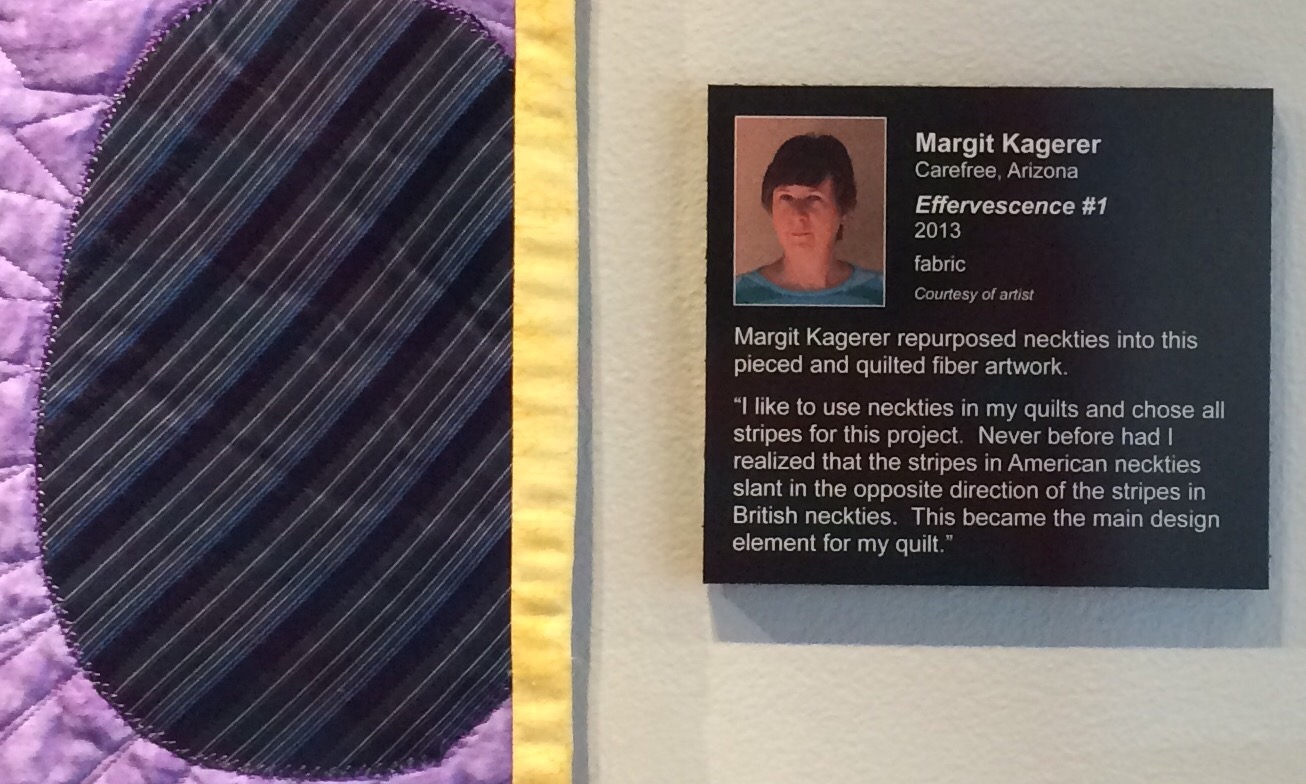 Margit Kagerer
Carefree, Arizona
Effervescence #1
2013
fabric
Courtesy of artist
Margit Kagerer repurposed neckties into this
pieced and quilted fiber artwork.
“I like to use neckties in my quilts and chose all
stripes for this project.  Never before had I
realized that the stripes in American neckties
slant in the opposite direction of the stripes in
British neckties.  This became the main design
element for my quilt.”